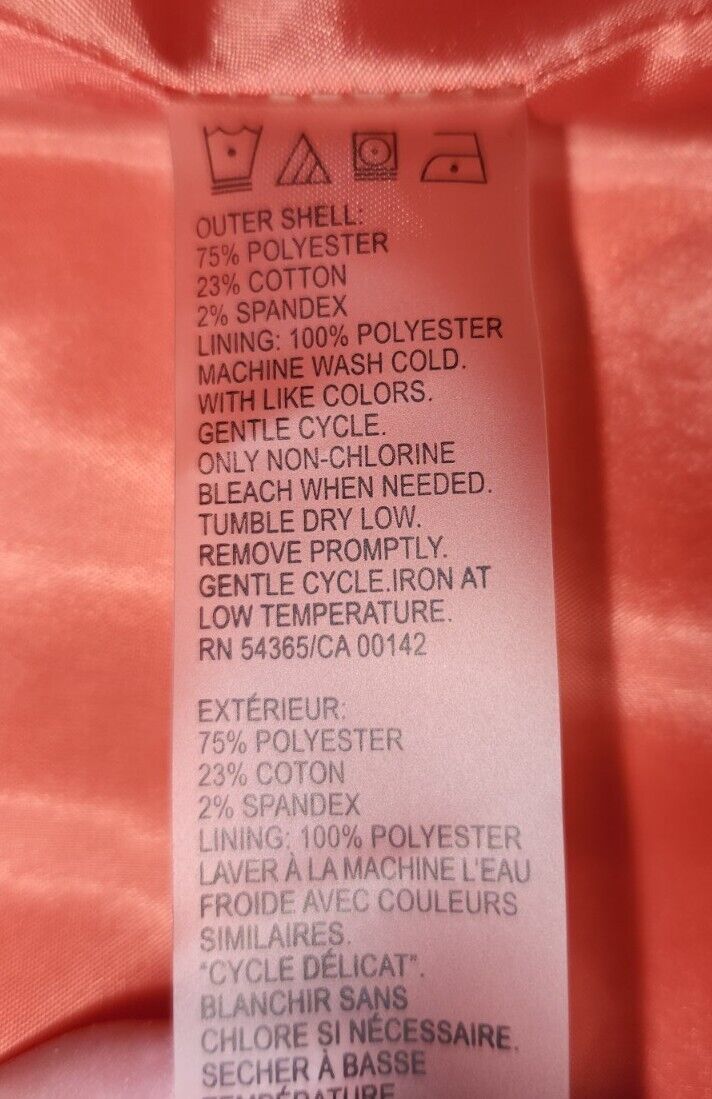 OUTER SHELL:
75% POLYESTER
23% COTTON
2% SPANDEX
LINING: 100% POLYESTER
MACHINE WASH COLD.
WITH LIKE COLORS.
GENTLE CYCLE.
ONLY NON-CHLORINE
BLEACH WHEN NEEDED.
TUMBLE DRY LOW.
REMOVE PROMPTLY.
GENTLE CYCLE.IRON AT
LOW TEMPERATURE.
RN 54365/CA 00142
EXTÉRIEUR:
75% POLYESTER
23% COTON
2% SPANDEX
LINING: 100% POLYESTER
LAVER À LA MACHINE L'EAU
FROIDE AVEC COULEURS
SIMILAIRES.
"CYCLE DÉLICAT".
BLANCHIR SANS
CHLORE SI NÉCESSAIRE.
SECHER À BASSE
TEMPÉRATURE